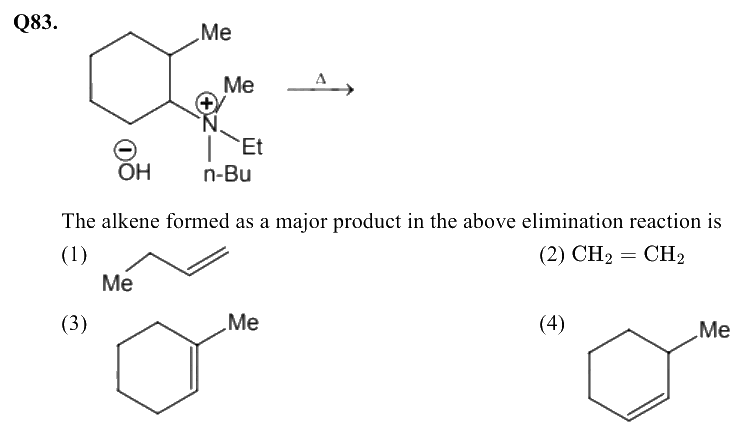 Q83.
Me
Me
⊕
N
Δ
Et
⊖
OH
n-Bu
The alkene formed as a major product in the above elimination reaction is
(1)
Me
(2) CH₂ = CH₂
(3)
Me
(4)
Me